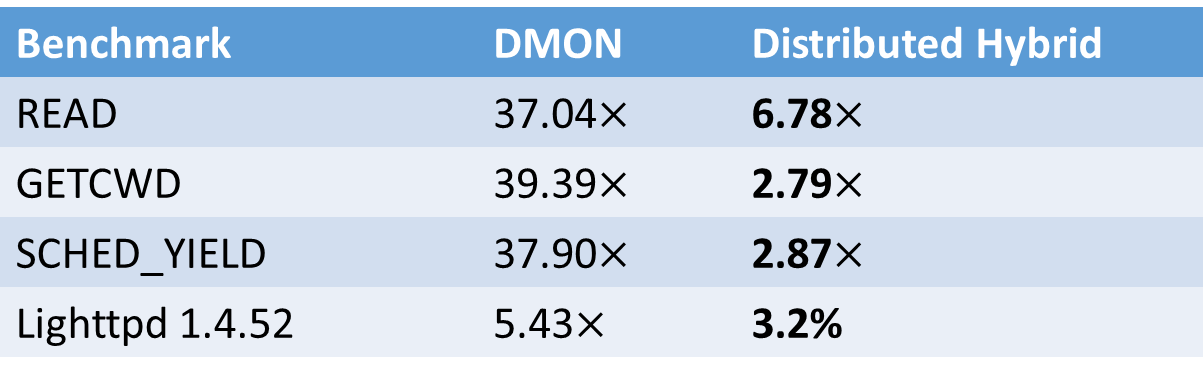 Benchmark DMON Distributed Hybrid
READ 37.04× 6.78×
GETCWD 39.39× 2.79×
SCHED_YIELD 37.90× 2.87×
Lighttpd 1.4.52 5.43× 3.2%